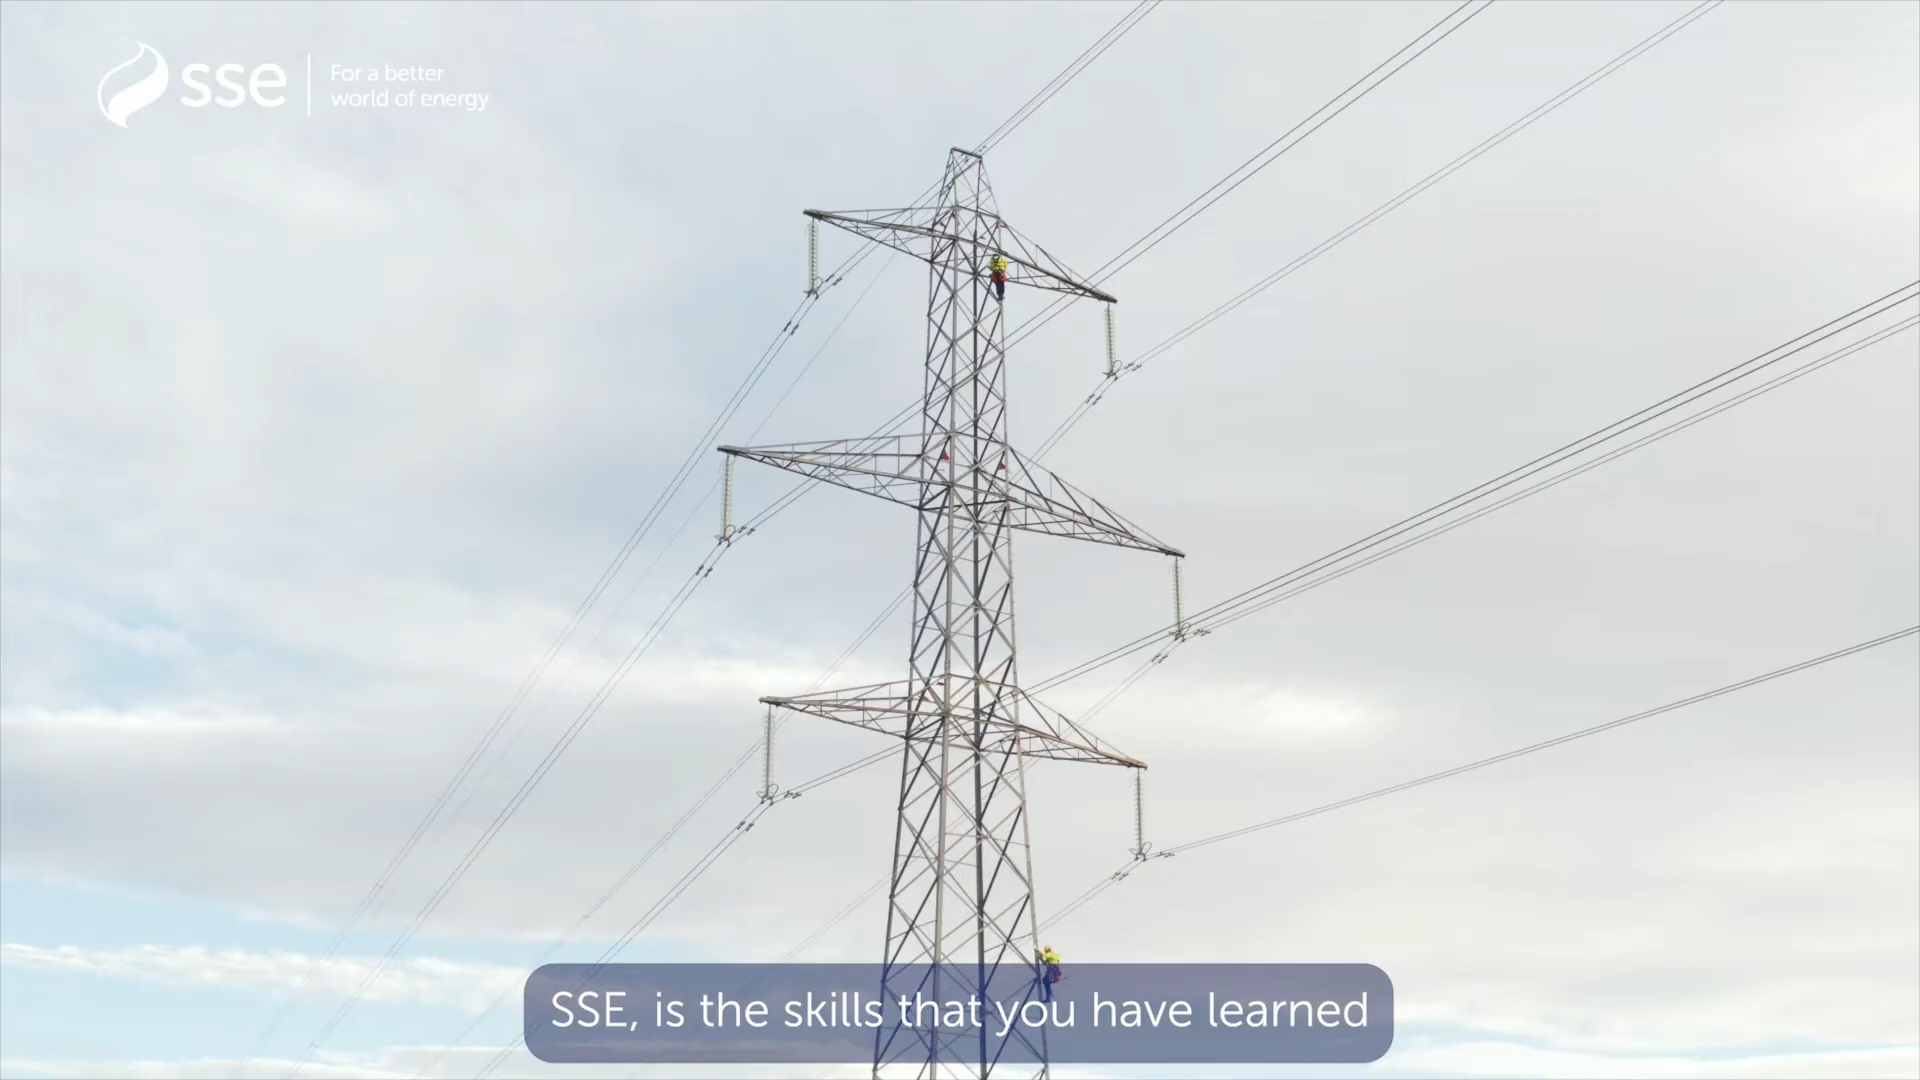 sse
For a better
world of energy
SSE, is the skills that you have learned